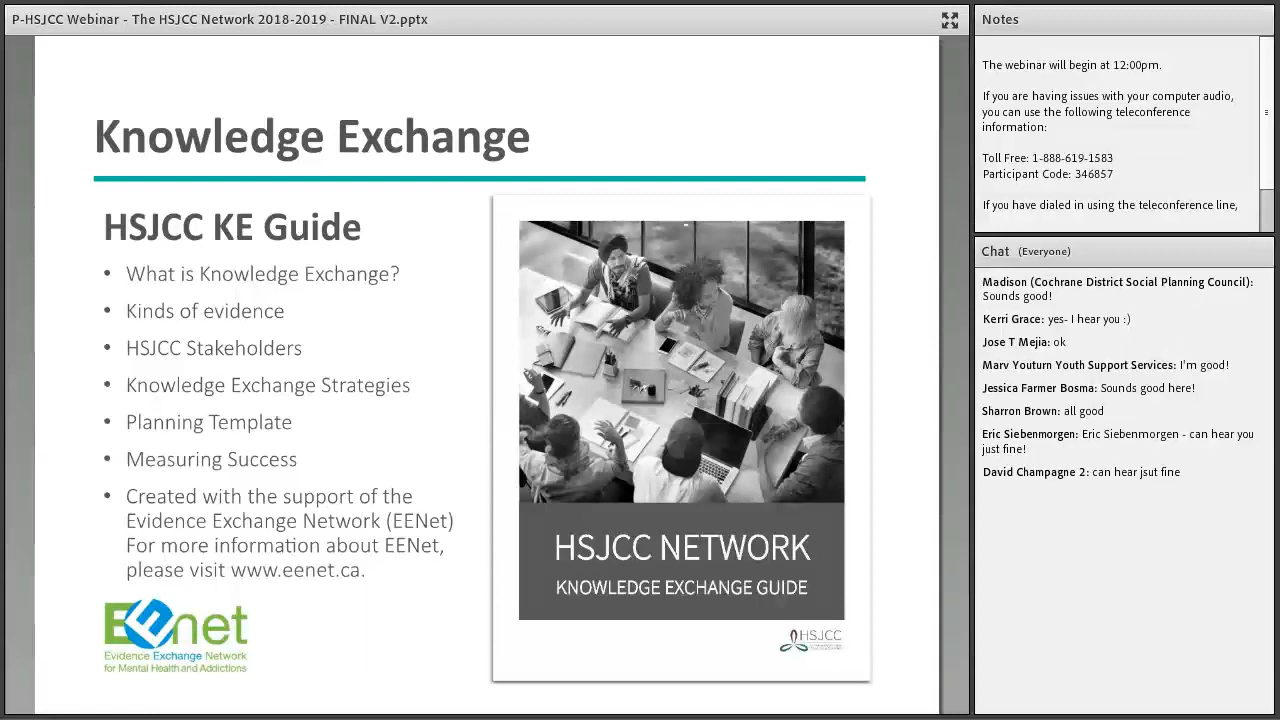 P-HSJCC Webinar - The HSJCC Network 2018-2019 - FINAL V2.pptx
Knowledge Exchange
HSJCC KE Guide
• What is Knowledge Exchange?
• Kinds of evidence
• HSJCC Stakeholders
• Knowledge Exchange Strategies
• Planning Template
• Measuring Success
• Created with the support of the
Evidence Exchange Network (EENet)
For more information about EENet,
please visit www.eenet.ca.
EEnet
Evidence Exchange Network
for Mental Health and Addictions
HSJCC NETWORK
KNOWLEDGE EXCHANGE GUIDE
HSJCC
Notes
The webinar will begin at 12:00pm.
If you are having issues with your computer audio,
you can use the following teleconference
information:
Toll Free: 1-888-619-1583
Participant Code: 346857
If you have dialed in using the teleconference line,
Chat (Everyone)
Madison (Cochrane District Social Planning Council):
Sounds good!
Kerri Grace: yes- I hear you :)
Jose T Mejia: ok
Marv Youturn Youth Support Services: I'm good!
Jessica Farmer Bosma: Sounds good here!
Sharron Brown: all good
Eric Siebenmorgen: Eric Siebenmorgen - can hear you
just fine!
David Champagne 2: can hear jsut fine